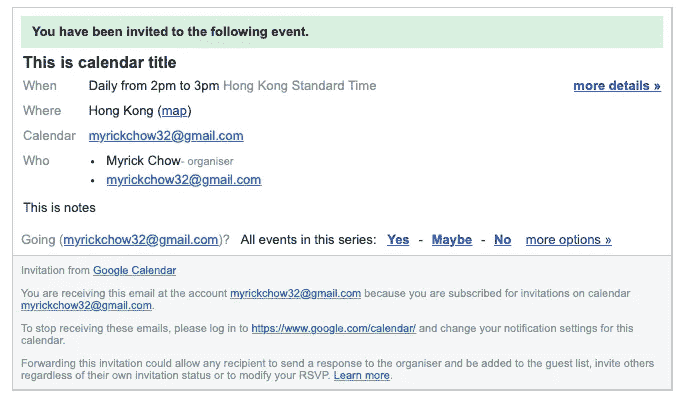 You have been invited to the following event.
This is calendar title
When Daily from 2pm to 3pm Hong Kong Standard Time more details »
Where Hong Kong (map)
Calendar myrickchow32@gmail.com
Who • Myrick Chow- organiser
• myrickchow32@gmail.com
This is notes
Going (myrickchow32@gmail.com)? All events in this series: Yes - Maybe - No more options »
Invitation from Google Calendar
You are receiving this email at the account myrickchow32@gmail.com because you are subscribed for invitations on calendar
myrickchow32@gmail.com.
To stop receiving these emails, please log in to https://www.google.com/calendar/ and change your notification settings for this
calendar.
Forwarding this invitation could allow any recipient to send a response to the organiser and be added to the guest list, invite others
regardless of their own invitation status or to modify your RSVP. Learn more.